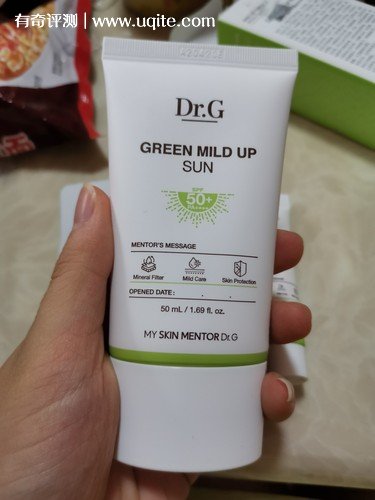 有奇评测 | www.uqite.com
Dr.G
GREEN MILD UP
SUN
SPF
50+
MENTOR'S MESSAGE
Mineral Filter
Mild Care
Skin Protection
OPENED DATE : . .
50 mL / 1.69 fl. oz.
MY SKIN MENTOR Dr.G